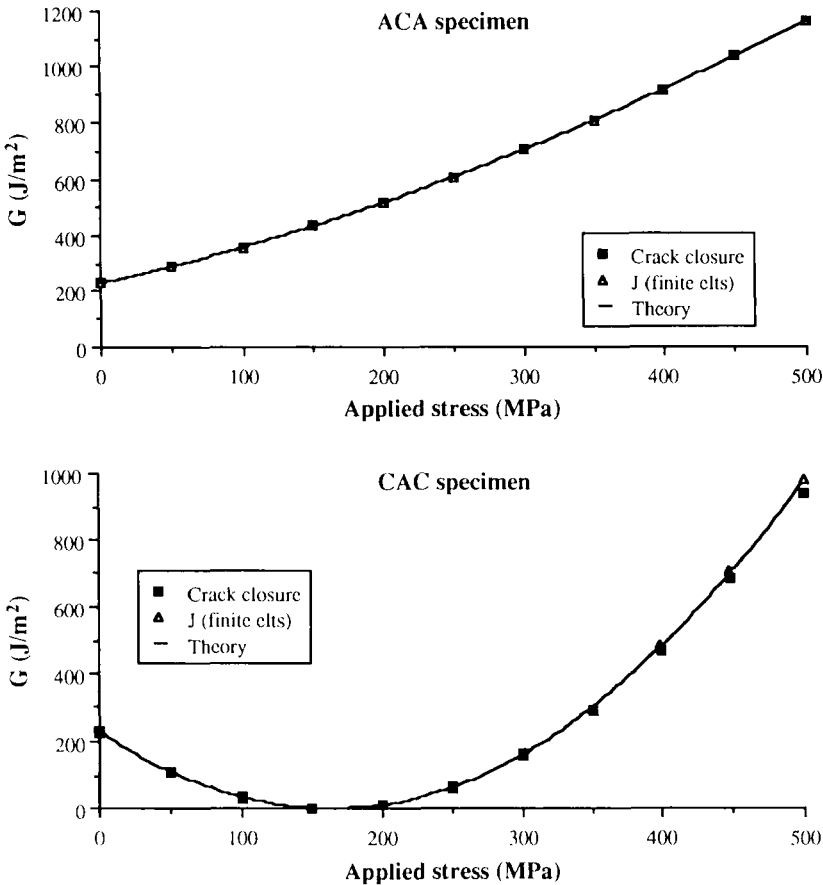 ACA specimen
1200
1000
800
600
400
200
0
G (J/m²)
Crack closure
J (finite elts)
Theory
0 100 200 300 400 500
Applied stress (MPa)
CAC specimen
1000
800
600
400
200
0
G (J/m²)
Crack closure
J (finite elts)
Theory
0 100 200 300 400 500
Applied stress (MPa)